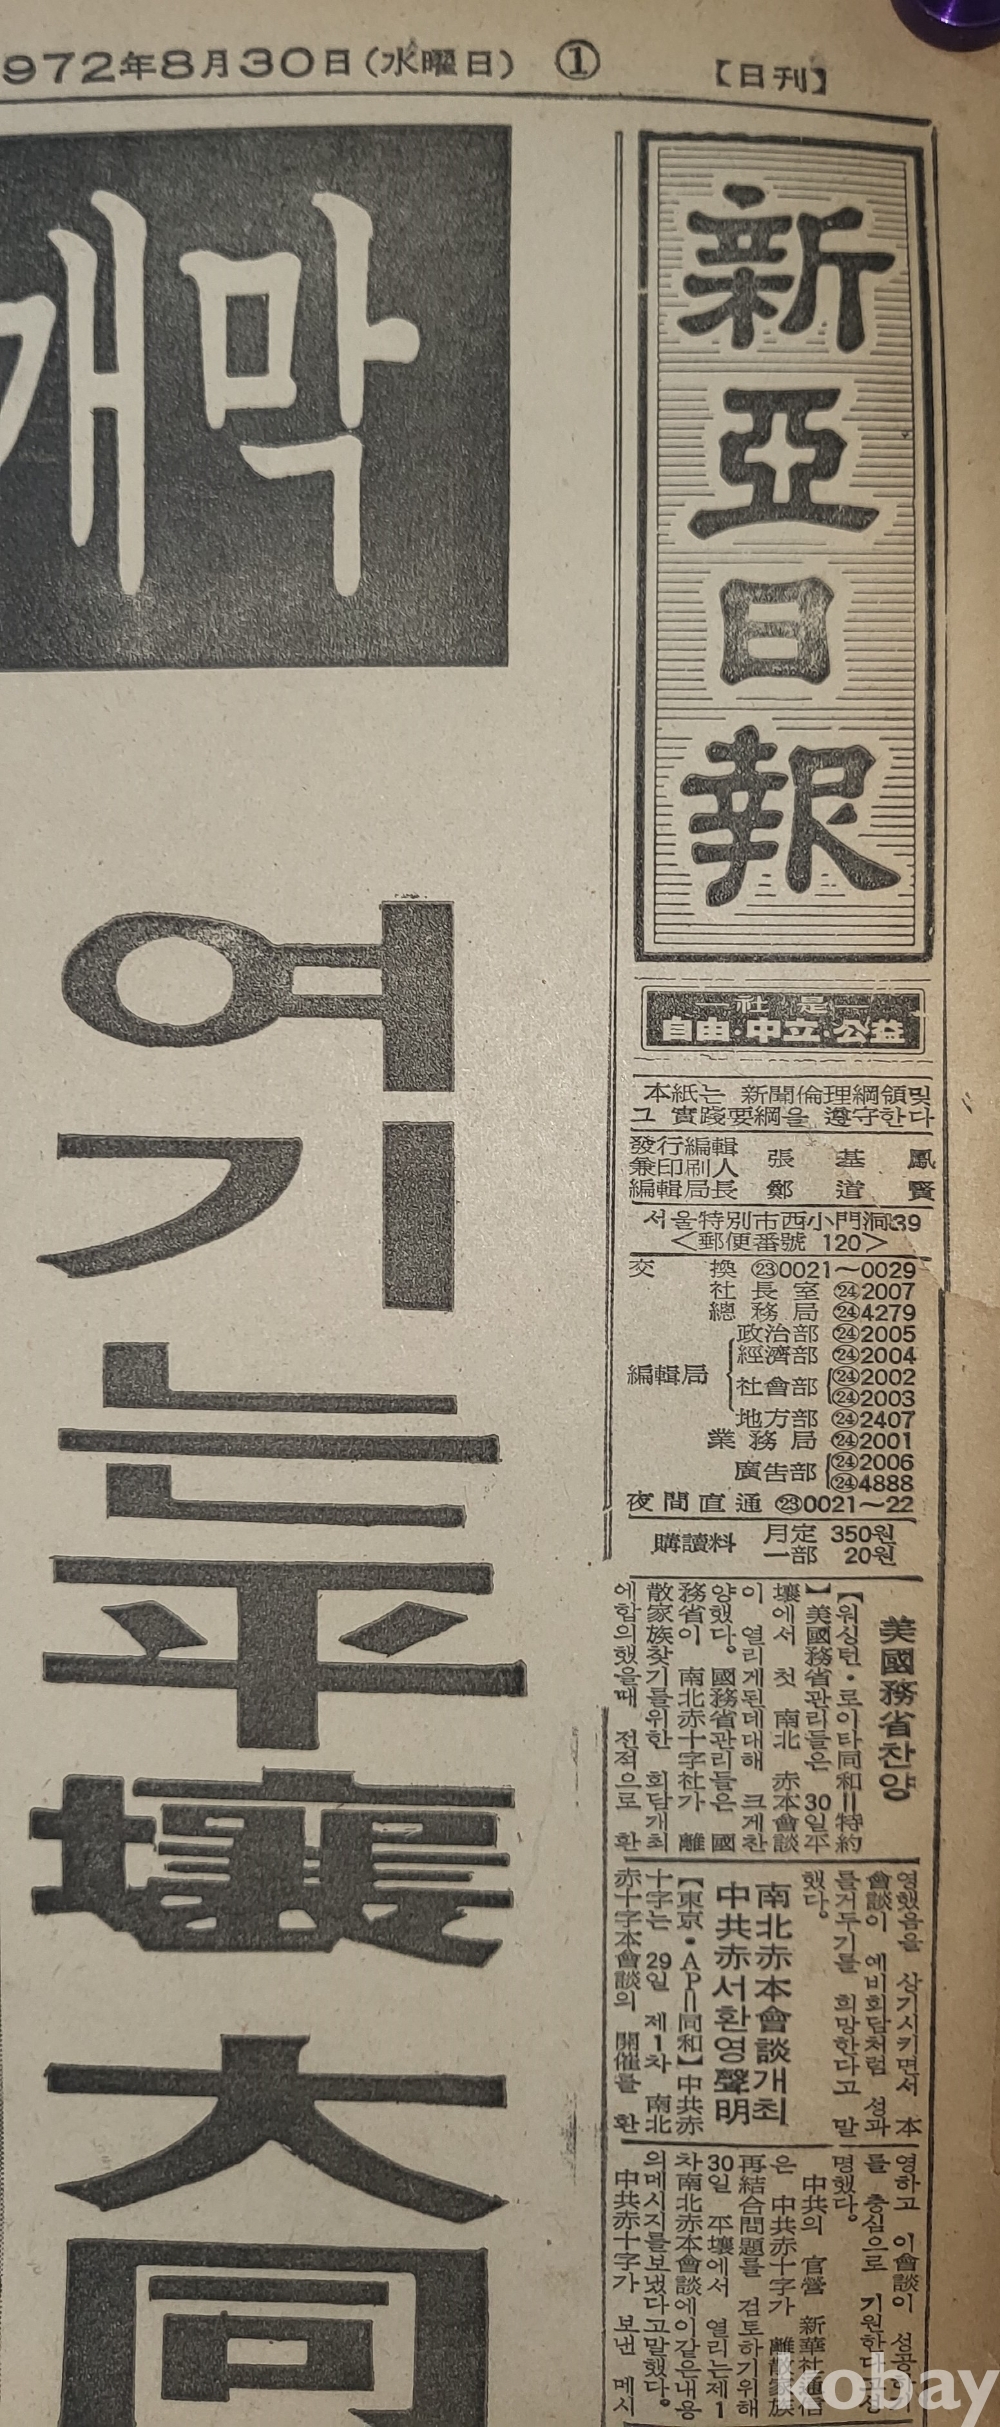 972年8月30日(水曜日) ① 【日刊】
개막
新亞日報
여기는平壤 大同
社是
自由·中立·公益
本紙는 新聞倫理綱領및
그 實踐要綱을 遵守한다
發行編輯
兼印刷人 張基鳳
編輯局長 鄭道賢
서울特別市西小門洞39
<郵便番號 120>
交換 ㉓0021~0029
社長室 ㉔2007
總務局 ㉔4279
編輯局
政治部 ㉔2005
經濟部 ㉔2004
社會部 ㉔2002
㉔2003
地方部 ㉔2407
業務局 ㉔2001
廣告部 ㉔2006
㉔4888
夜間直通 ㉓0021~22
購讀料 月定 350원
一部 20원
美國務省찬양
【워싱턴·로이타同和=特約
】美國務省관리들은 30일平
壤에서 첫 南北 赤本會談
이 열리게된데대해 크게찬
양했다。國務省관리들은 國
務省이 南北赤十字社가 離
散家族찾기를위한 회담개최
에합의했을때 전적으로 환
영했음을 상기시키면서 本
會談이 예비회담처럼 성과
를거두기를 희망한다고 말
했다。
南北赤本會談개최
中共赤서환영聲明
【東京·AP=同和】中共赤
十字는 29일 제1차 南北
赤十字本會談의 開催를 환
영하고 이會談이 성공
를 충심으로 기원한다고
명했다。
中共의 官營 新華社通信
은 中共赤十字가 離散家族
再結合問題를 검토하기위해
30일 平壤에서 열리는제1
차南北赤本會談에이같은내용
의메시지를보냈다고말했다。
中共赤十字가 보낸 메시
kobay